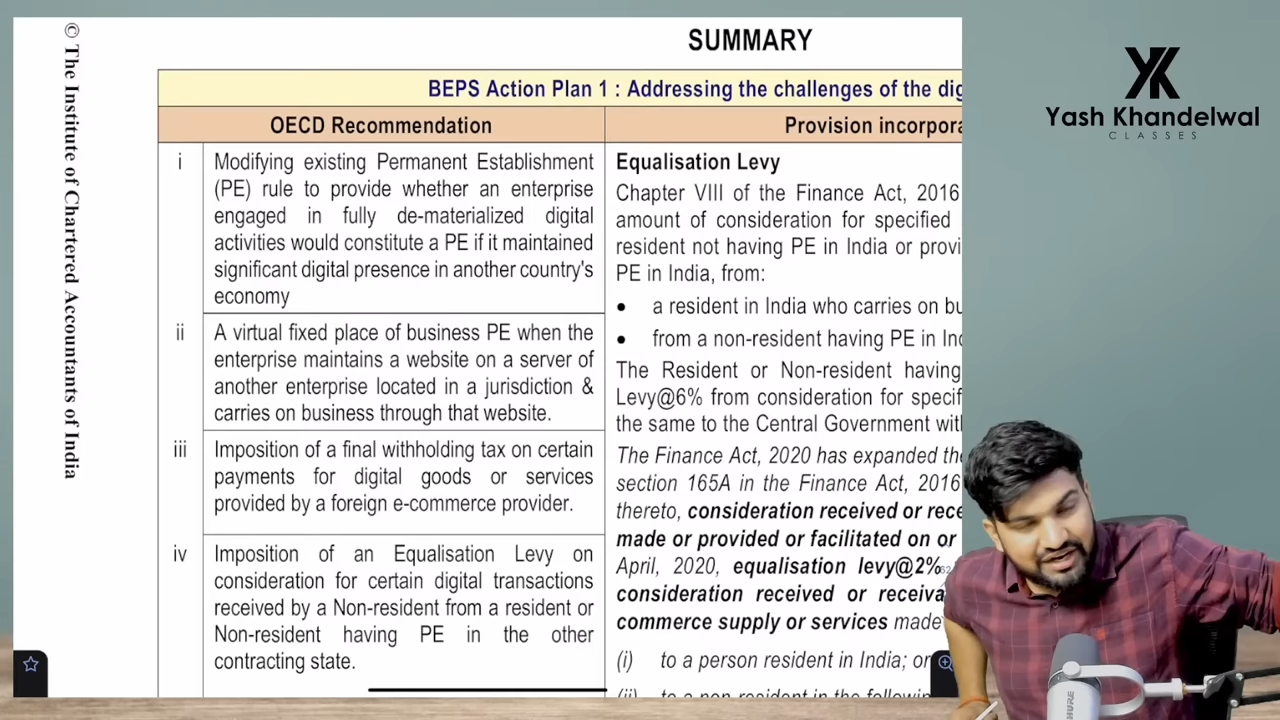 SUMMARY
BEPS Action Plan 1 : Addressing the challenges of the dig
OECD Recommendation
Provision incorpora
i
Modifying existing Permanent Establishment
(PE) rule to provide whether an enterprise
engaged in fully de-materialized digital
activities would constitute a PE if it maintained
significant digital presence in another country's
economy
ii
A virtual fixed place of business PE when the
enterprise maintains a website on a server of
another enterprise located in a jurisdiction &
carries on business through that website.
iii
Imposition of a final withholding tax on certain
payments for digital goods or services
provided by a foreign e-commerce provider.
iv
Imposition of an Equalisation Levy on
consideration for certain digital transactions
received by a Non-resident from a resident or
Non-resident having PE in the other
contracting state.
Equalisation Levy
Chapter VIII of the Finance Act, 2016
amount of consideration for specified
resident not having PE in India or provi
PE in India, from:
• a resident in India who carries on bu
• from a non-resident having PE in Ind
The Resident or Non-resident having
Levy@6% from consideration for specif
the same to the Central Government wit
The Finance Act, 2020 has expanded the
section 165A in the Finance Act, 2016
thereto, consideration received or rece
made or provided or facilitated on or
April, 2020, equalisation levy@2%
consideration received or receiva
commerce supply or services made
(i) to a person resident in India; or
(ii) to a non resident in the followin
© The Institute of Chartered Accountants of India
YK
Yash Khandelwal
CLASSES
SHURE